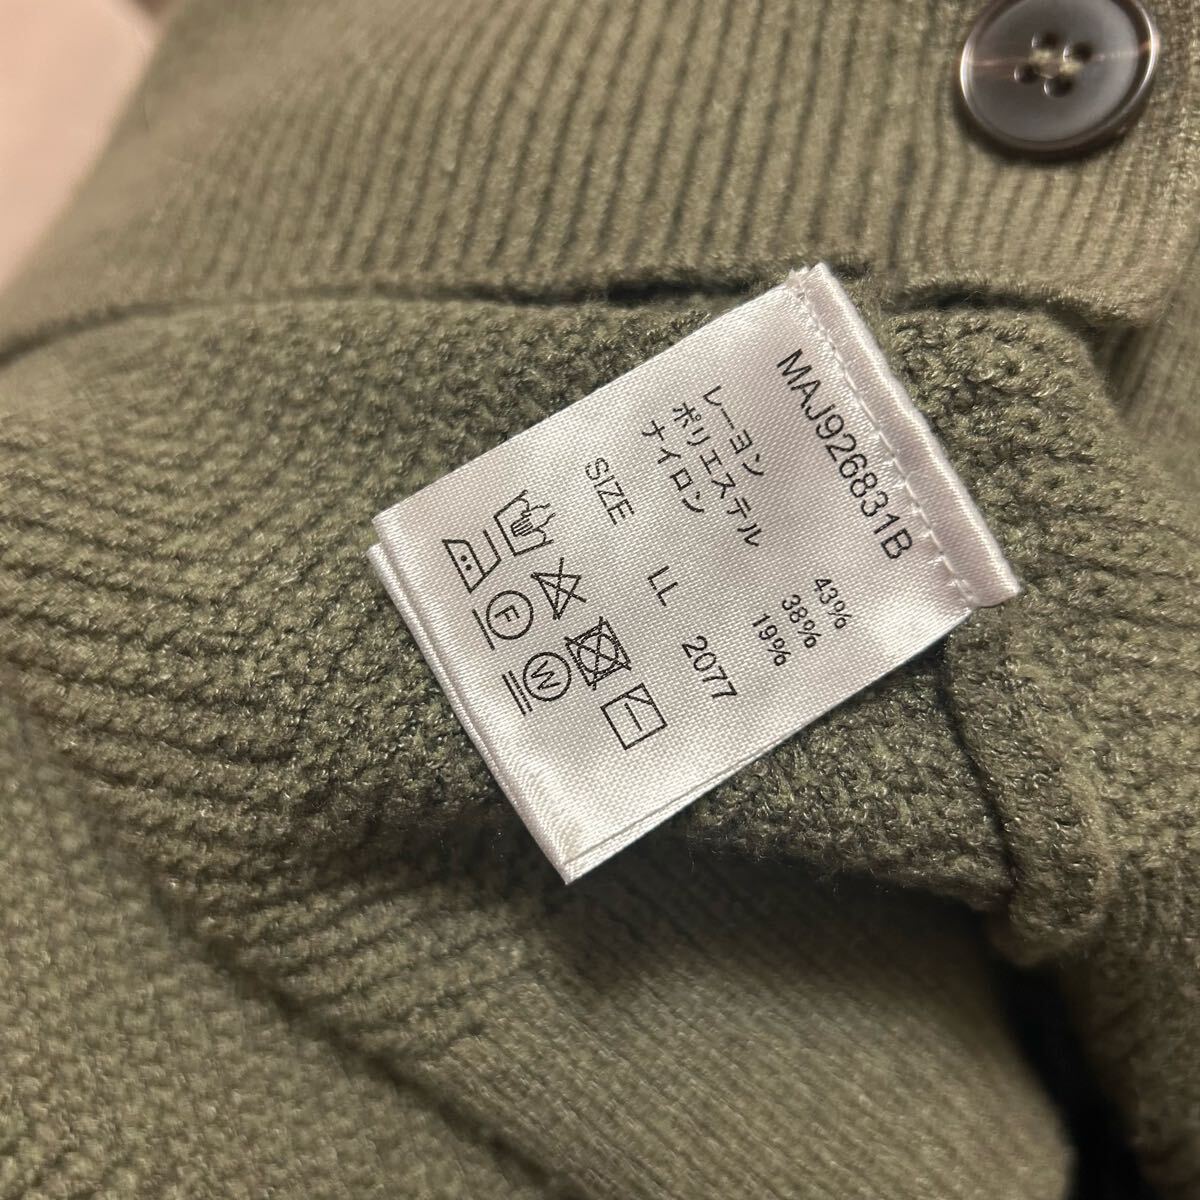 MAJ926831B
レーヨン 43%
ポリエステル 38%
ナイロン 19%
SIZE LL 2077
F
W